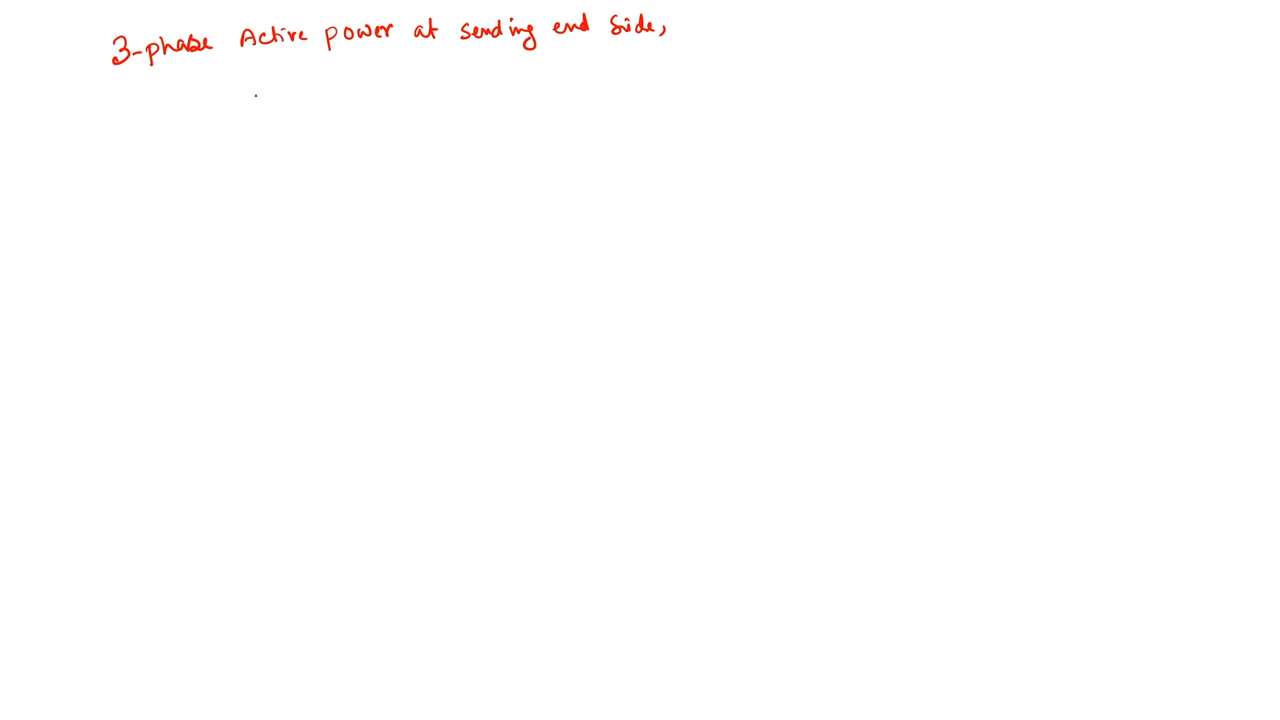 3-phase Active power at sending end side,